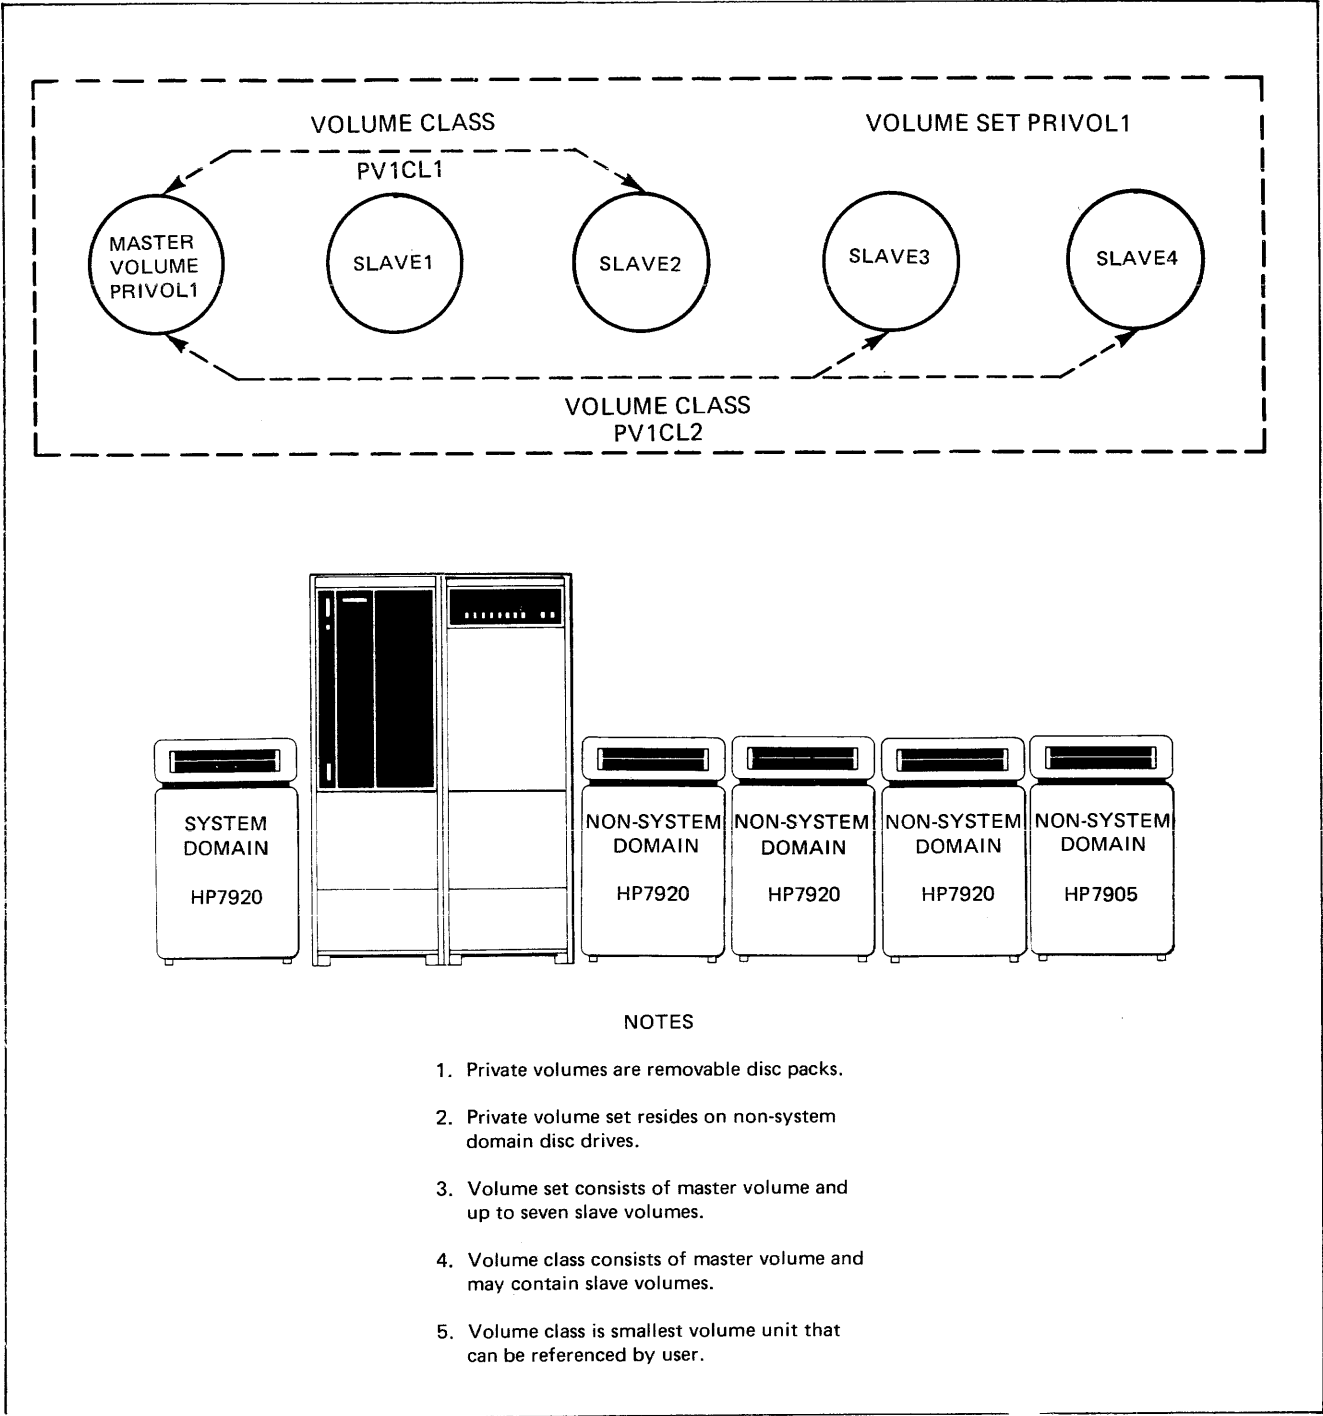 VOLUME CLASS
PV1CL1
VOLUME SET PRIVOL1
MASTER
VOLUME
PRIVOL1
SLAVE1
SLAVE2
SLAVE3
SLAVE4
VOLUME CLASS
PV1CL2
SYSTEM
DOMAIN
HP7920
NON-SYSTEM
DOMAIN
HP7920
NON-SYSTEM
DOMAIN
HP7920
NON-SYSTEM
DOMAIN
HP7920
NON-SYSTEM
DOMAIN
HP7905
NOTES
1. Private volumes are removable disc packs.
2. Private volume set resides on non-system
domain disc drives.
3. Volume set consists of master volume and
up to seven slave volumes.
4. Volume class consists of master volume and
may contain slave volumes.
5. Volume class is smallest volume unit that
can be referenced by user.